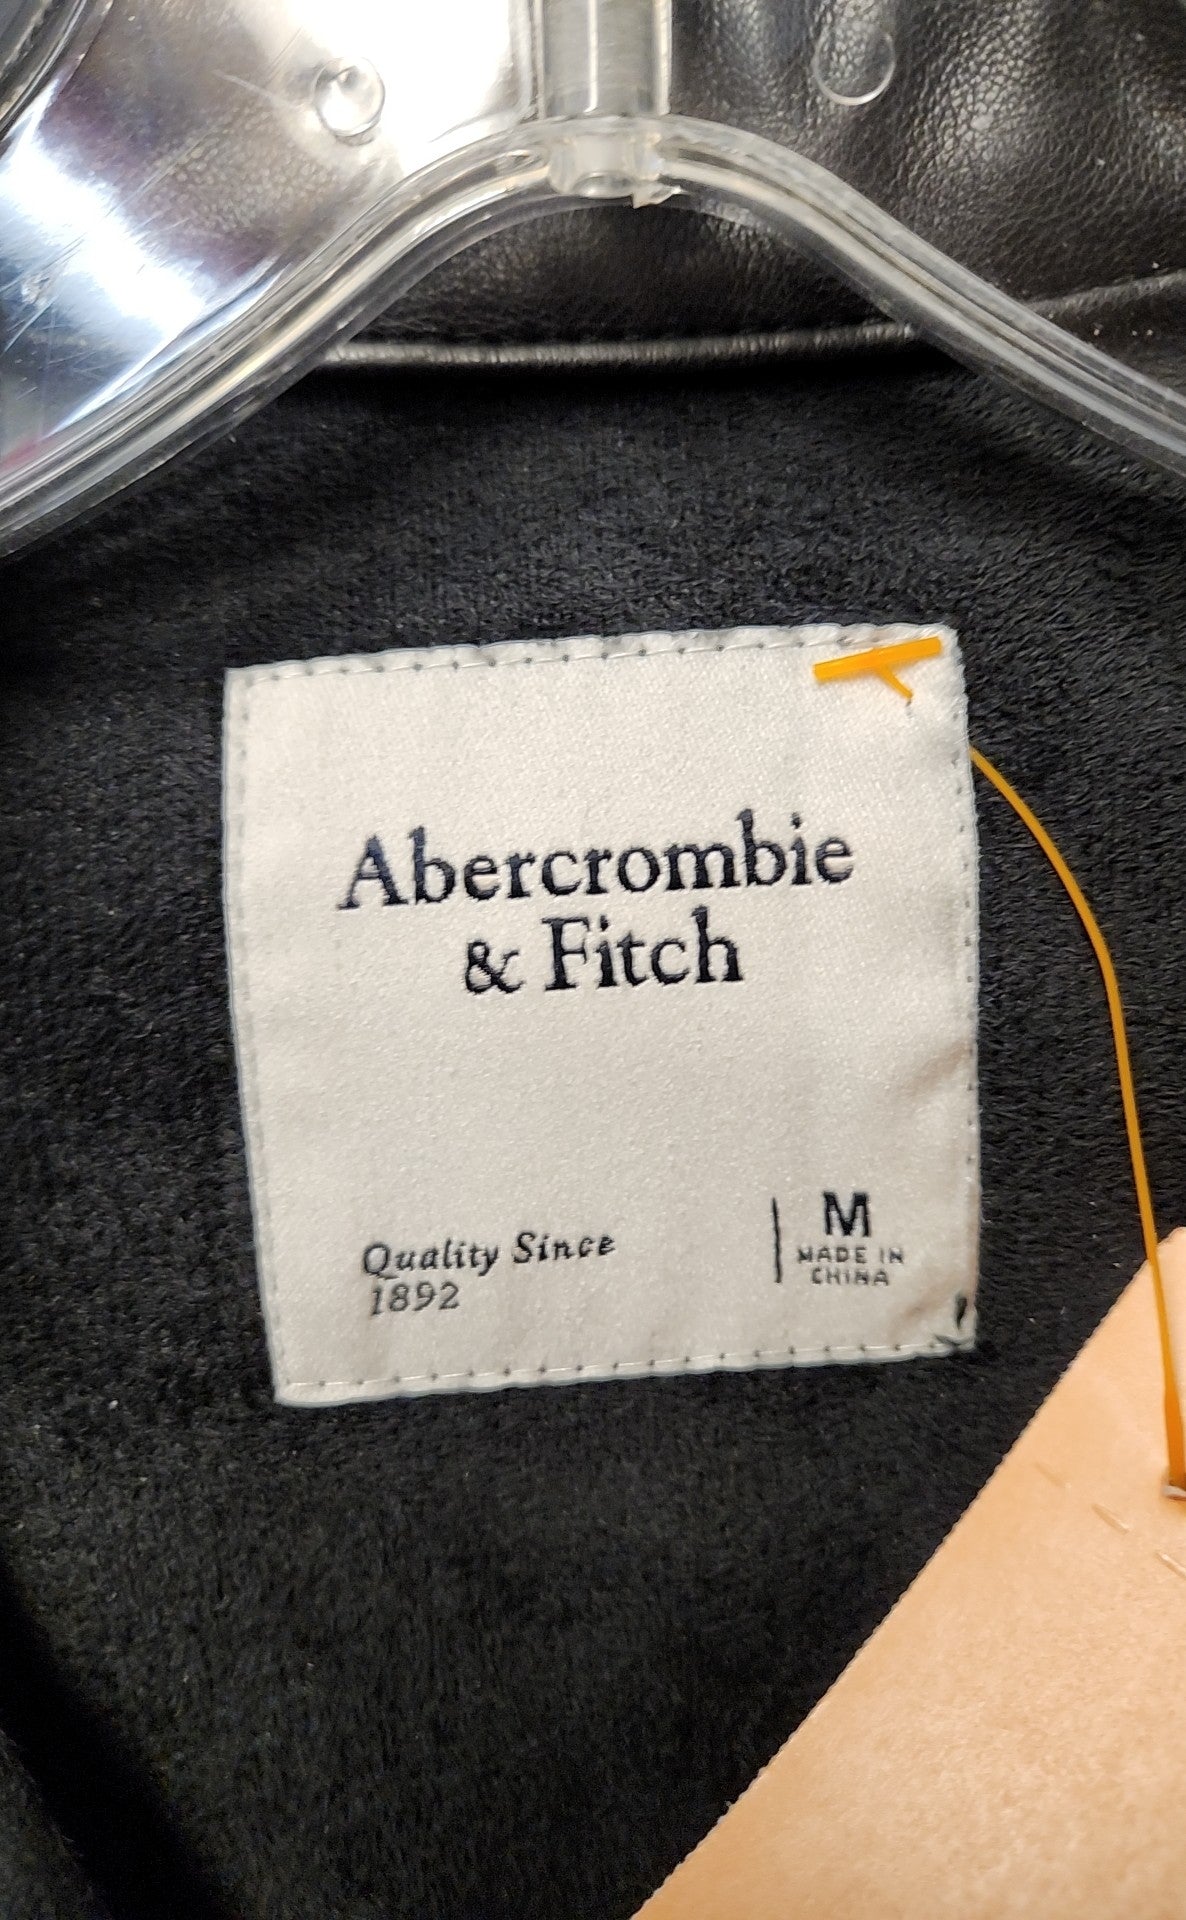 Abercrombie
& Fitch
Quality Since
1892
M
MADE IN
CHINA